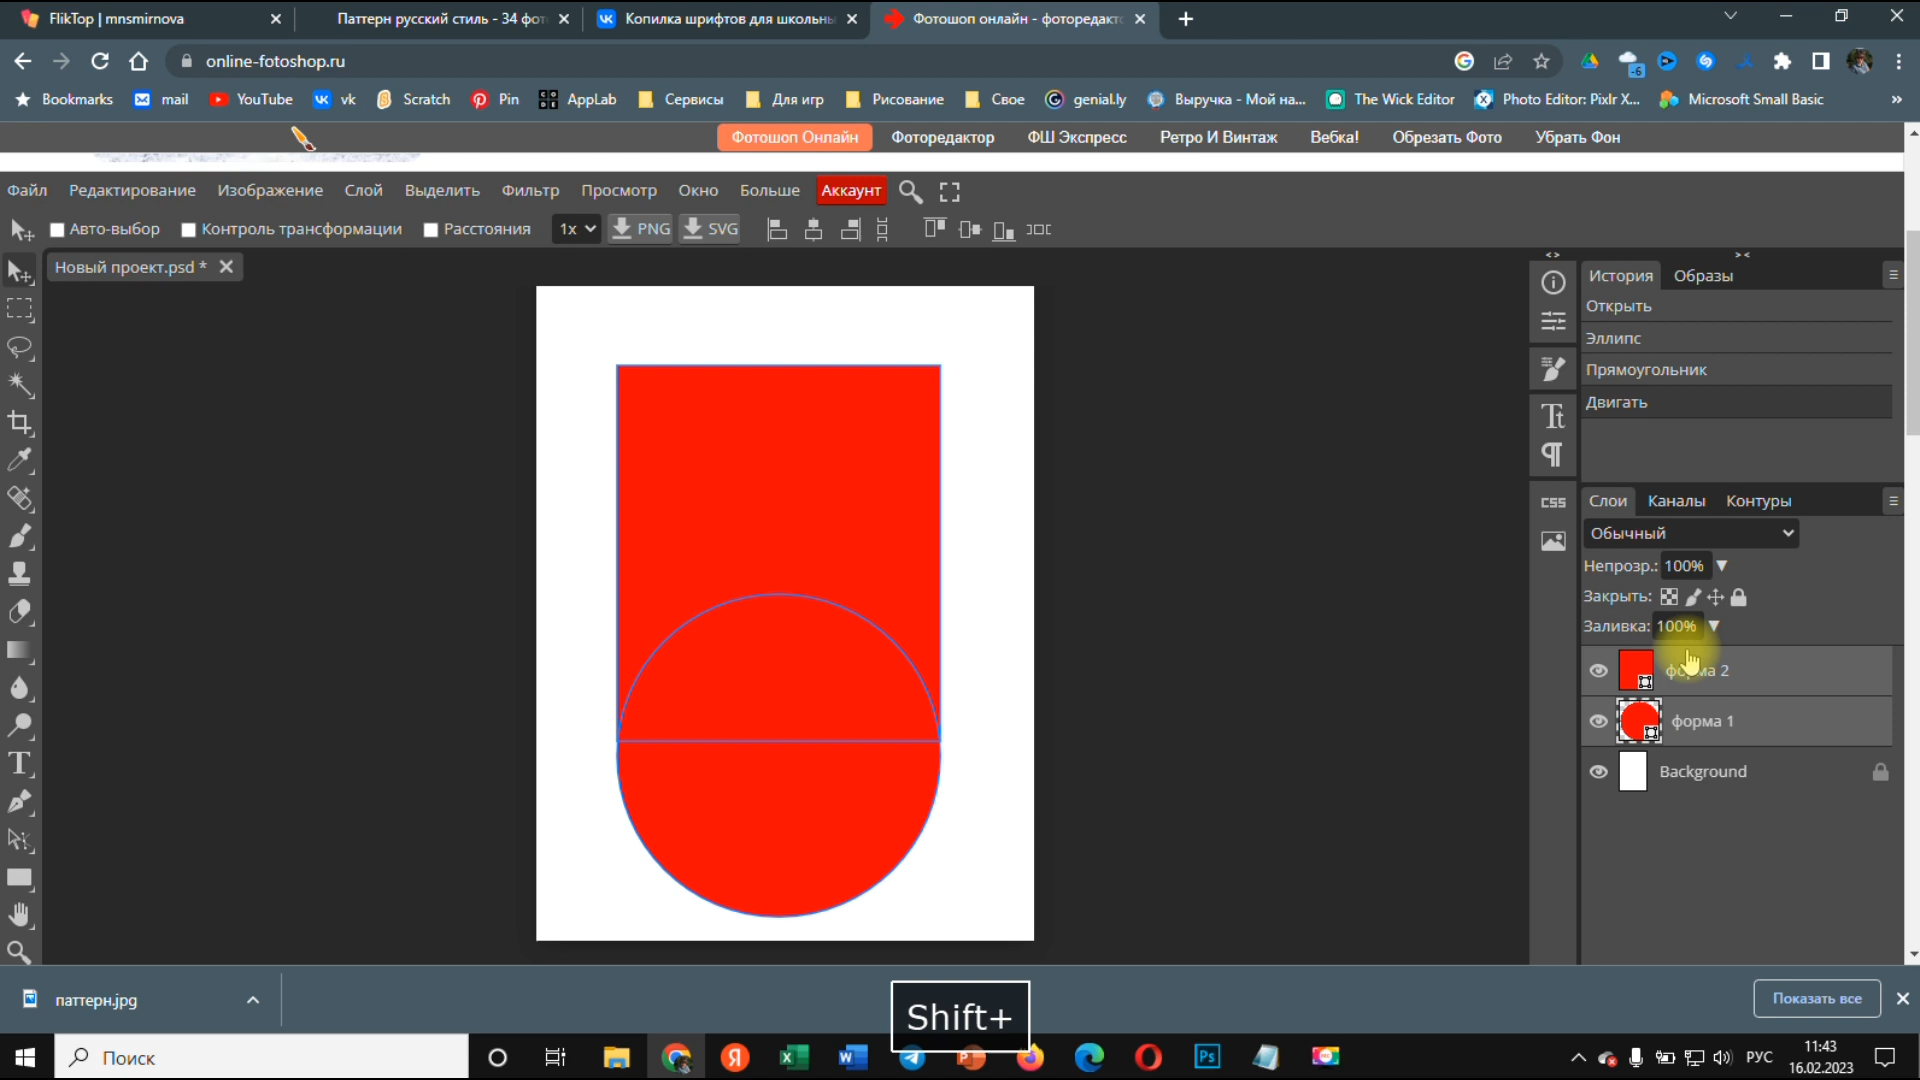 FlikTop | mnsmirnova
Паттерн русский стиль - 34 фот
Копилка шрифтов для школьны
Фотошоп онлайн - фоторедакто
online-fotoshop.ru
-6
Bookmarks mail YouTube vk Scratch Pin AppLab Сервисы Для игр Рисование Свое genial.ly Выручка - Мой на... The Wick Editor Photo Editor: Pixlr X... Microsoft Small Basic »
Фотошоп Онлайн Фоторедактор ФШ Экспресс Ретро И Винтаж Вебка! Обрезать Фото Убрать Фон
Файл Редактирование Изображение Слой Выделить Фильтр Просмотр Окно Больше Аккаунт
Авто-выбор Контроль трансформации Расстояния 1x PNG SVG
Новый проект.psd *
История Образы
Открыть
Эллипс
Прямоугольник
Двигать
CSS
Слои Каналы Контуры
Обычный
Непрозр.: 100%
Закрыть:
Заливка: 100%
форма 2
форма 1
Background
паттерн.jpg
Показать все
Shift+
Поиск
РУС
11:43
16.02.2023